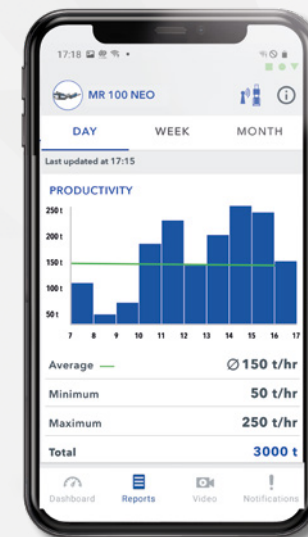 17:18
MR 100 NEO
DAY WEEK MONTH
Last updated at 17:15
PRODUCTIVITY
250 t
200 t
150 t
100 t
50 t
7 8 9 10 11 12 13 14 15 16 17
Average Ø 150 t/hr
Minimum 50 t/hr
Maximum 250 t/hr
Total 3000 t
Dashboard Reports Video Notifications